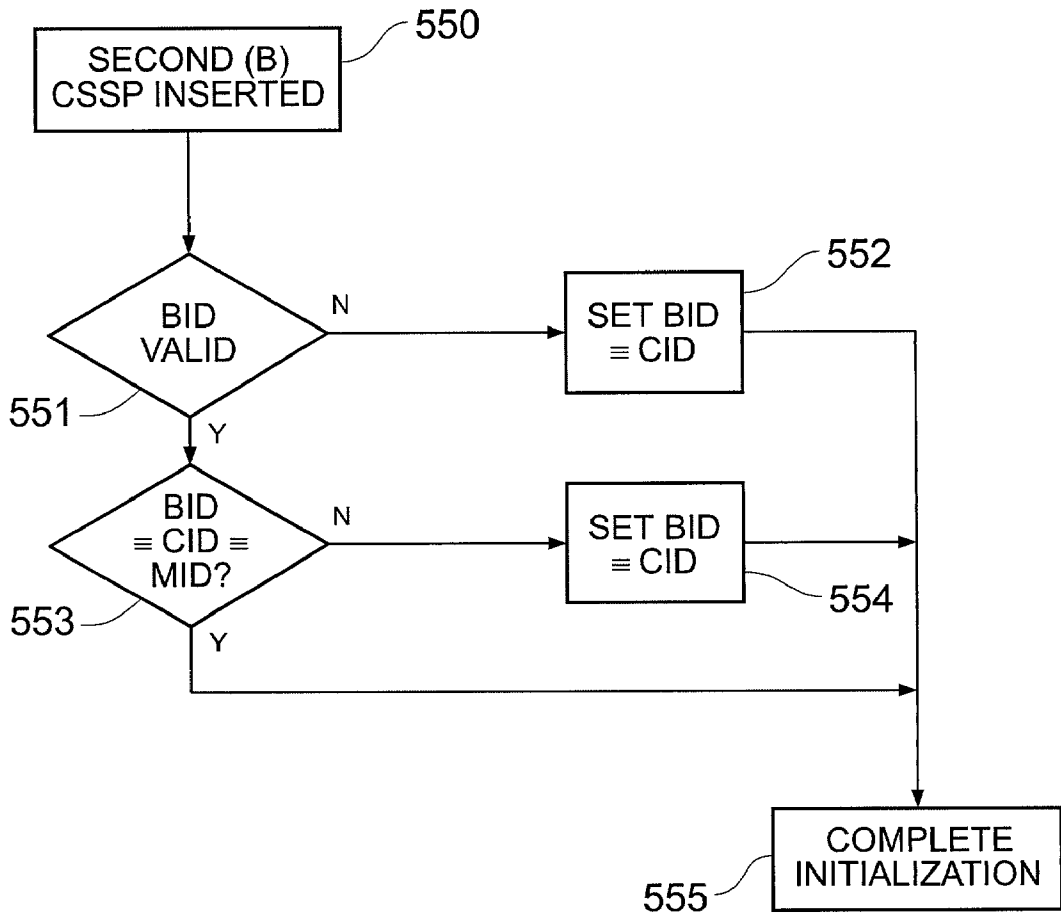 550
SECOND (B)
CSSP INSERTED
BID
VALID
N
552
SET BID
≡ CID
551
Y
BID
≡ CID ≡
MID?
N
SET BID
≡ CID
554
553
Y
COMPLETE
INITIALIZATION
555